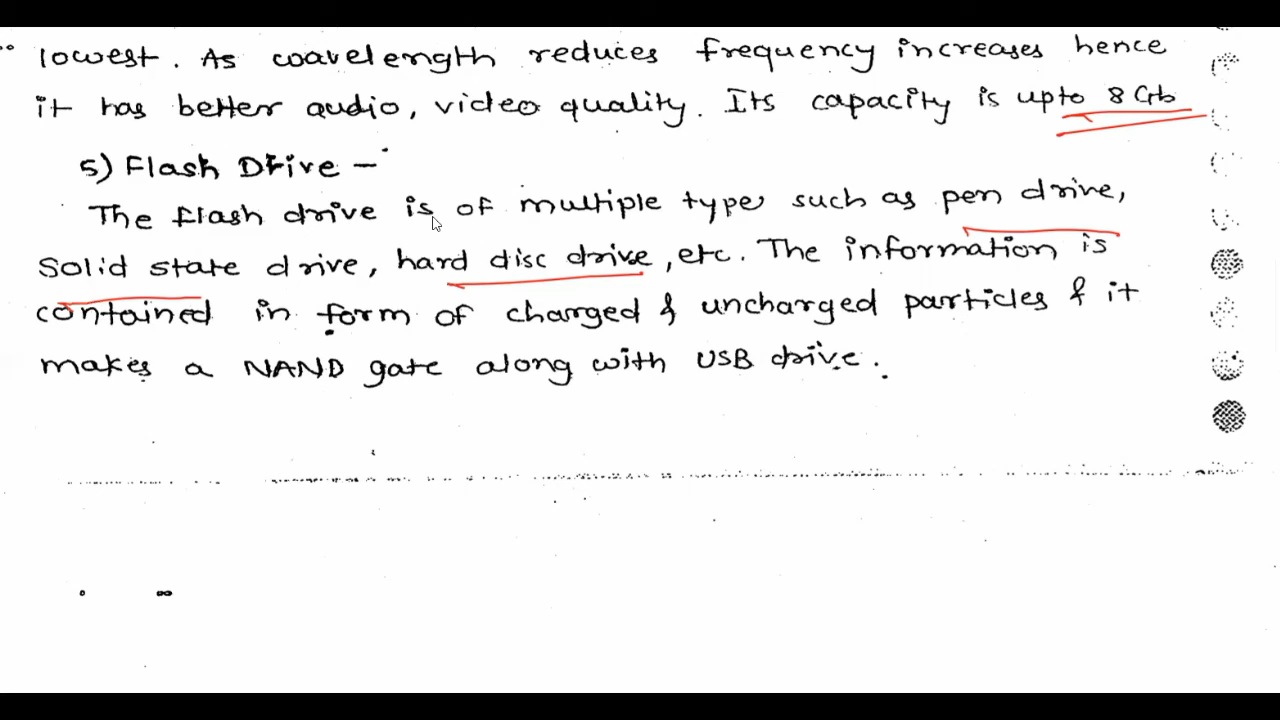 lowest. As wavelength reduces frequency increases hence
it has better audio, video quality. Its capacity is upto 8 Gb
5) Flash Drive -
The flash drive is of multiple types such as pen drive,
Solid state drive, hard disc drive, etc. The information is
contained in form of charged & uncharged particles & it
makes a NAND gate along with USB drive.